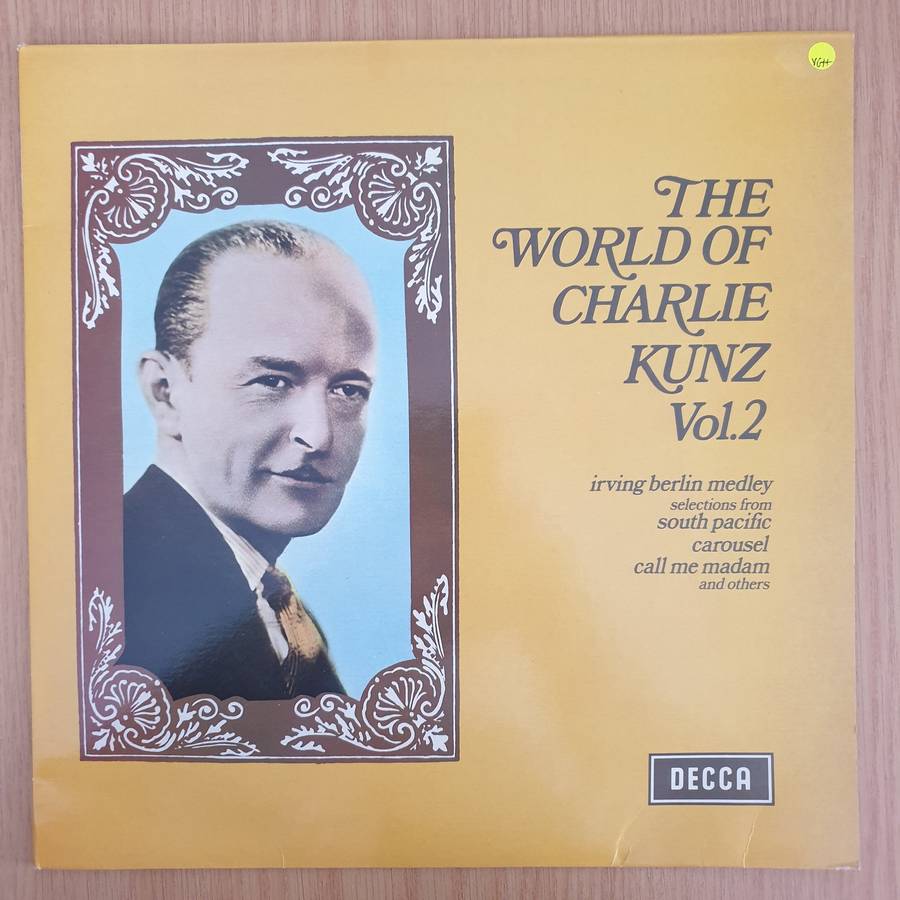 VG++
THE
WORLD OF
CHARLIE
KUNZ
Vol.2
irving berlin medley
selections from
south pacific
carousel
call me madam
and others
DECCA